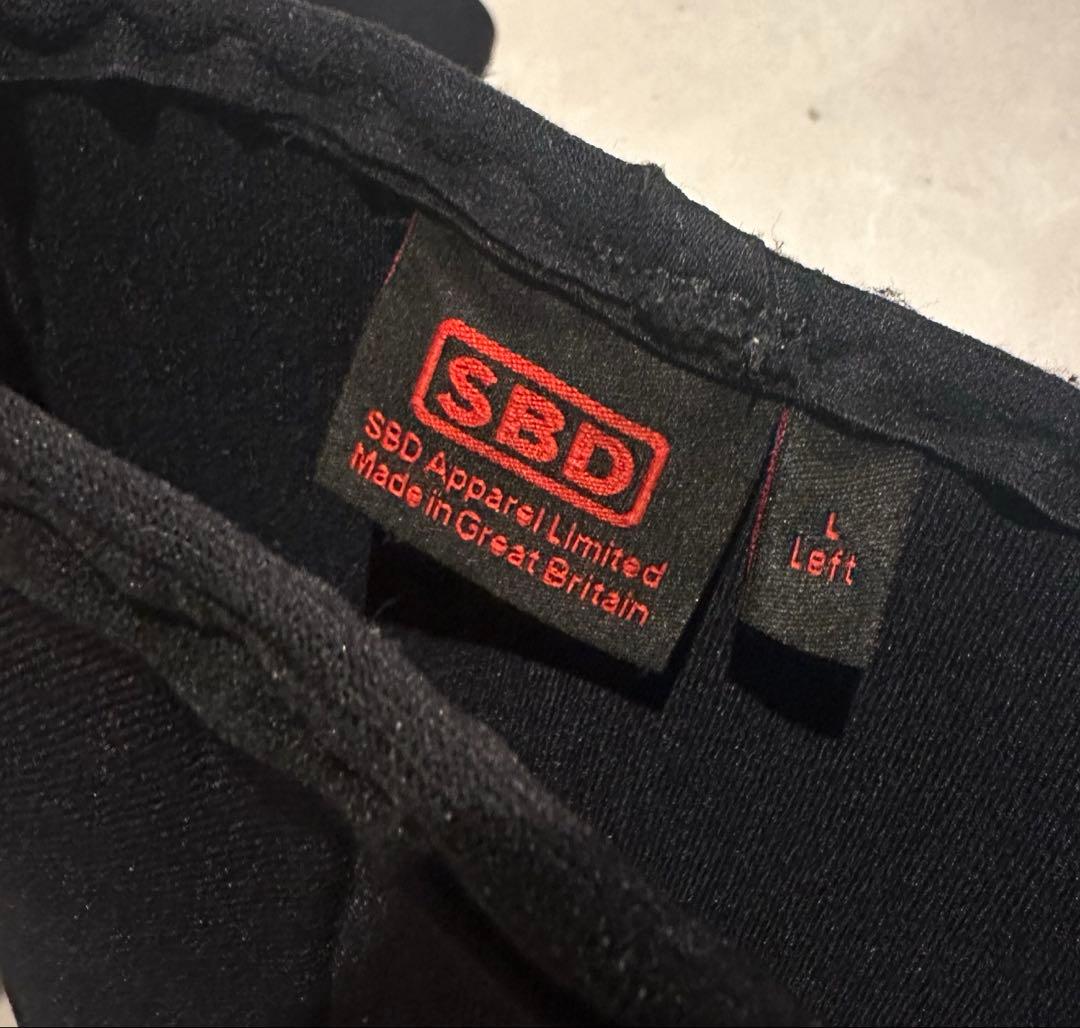 SBD
SBD Apparel Limited
Made in Great Britain
L
Left